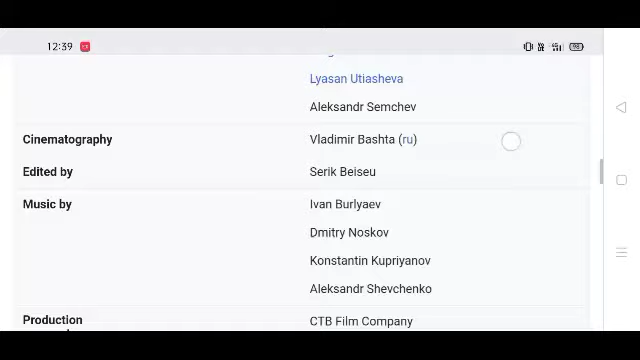 12:39
Lyasan Utiasheva
Aleksandr Semchev
Cinematography Vladimir Bashta (ru)
Edited by Serik Beiseu
Music by Ivan Burlyaev
Dmitry Noskov
Konstantin Kupriyanov
Aleksandr Shevchenko
Production CTB Film Company